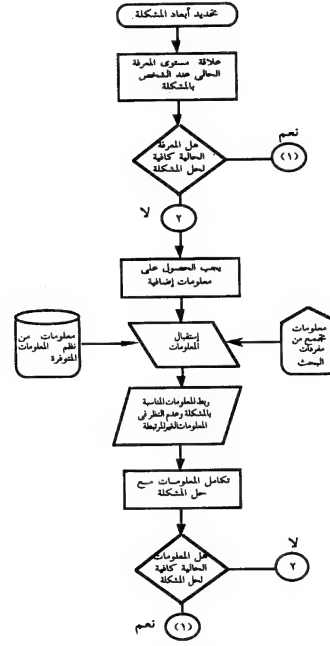 تحديد أبعاد المشكلة
علاقة مستوى المعرفة
الحالى عند الشخص
بالمشكلة
هل المعرفة
الحالية كافية
لحل المشكلة
نعم
(١)
لا
٢
يجب الحصول على
معلومات إضافية
معلومات
تجمع من
مفردات
البحث
إستقبال
المعلومات
معلومات من
نظم المعلومات
المتوفرة
ربط المعلومات المناسبة
بالمشكلة وعدم النظر فى
المعلومات الغير المرتبطة
تكامل المعلومات مع
حل المشكلة
هل المعلومات
الحالية كافية
لحل المشكلة
لا
٢
نعم
(١)